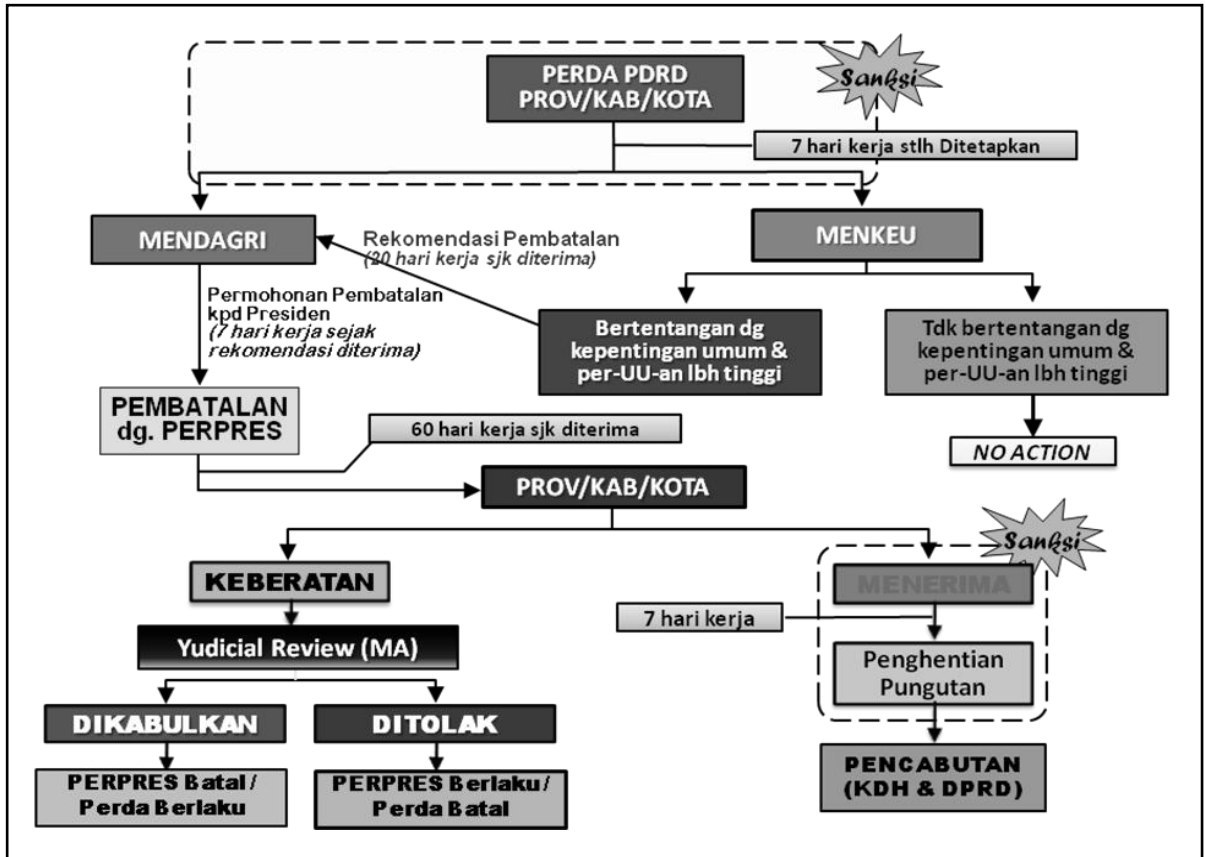 PERDA PDRD
PROV/KAB/KOTA
Sanksi
7 hari kerja stlh Ditetapkan
MENDAGRI
Rekomendasi Pembatalan
(20 hari kerja sjk diterima)
MENKEU
Permohonan Pembatalan
kpd Presiden
(7 hari kerja sejak
rekomendasi diterima)
Bertentangan dg
kepentingan umum &
per-UU-an lbh tinggi
Tdk bertentangan dg
kepentingan umum &
per-UU-an lbh tinggi
PEMBATALAN
dg. PERPRES
60 hari kerja sjk diterima
NO ACTION
PROV/KAB/KOTA
Sanksi
KEBERATAN
MENERIMA
7 hari kerja
Yudicial Review (MA)
Penghentian
Pungutan
DIKABULKAN
DITOLAK
PERPRES Batal /
Perda Berlaku
PERPRES Berlaku /
Perda Batal
PENCABUTAN
(KDH & DPRD)